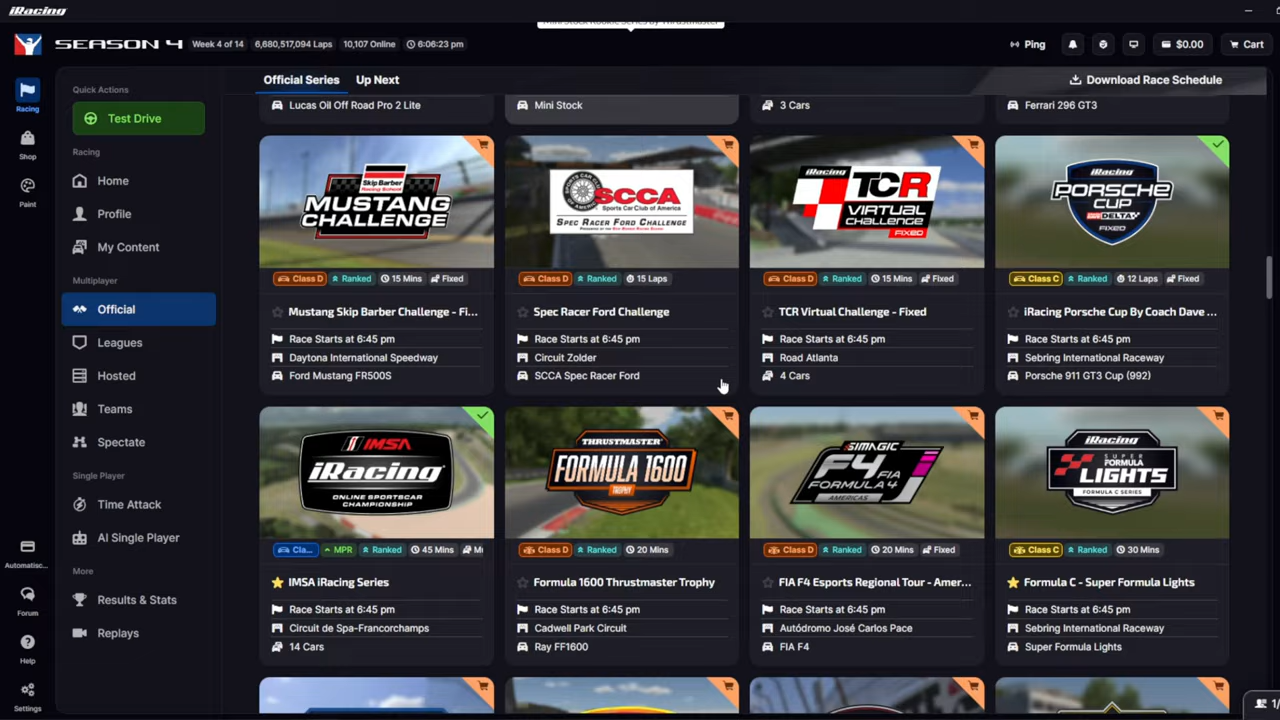 iRacing
SEASON 4
Week 4 of 14
6,680,517,094 Laps
10,107 Online
6:06:23 pm
Ping
$0.00
Cart
Racing
Shop
Paint
Automatisc...
Forum
Help
Settings
Quick Actions
Test Drive
Racing
Home
Profile
My Content
Multiplayer
Official
Leagues
Hosted
Teams
Spectate
Single Player
Time Attack
AI Single Player
More
Results & Stats
Replays
Official Series
Up Next
Download Race Schedule
Lucas Oil Off Road Pro 2 Lite
Mini Stock
3 Cars
Ferrari 296 GT3
Skip Barber
MUSTANG
CHALLENGE
Class D
Ranked
15 Mins
Fixed
Mustang Skip Barber Challenge - Fi...
Race Starts at 6:45 pm
Daytona International Speedway
Ford Mustang FR500S
SCCA
Sports Car Club of America
SPEC RACER FORD CHALLENGE
Class D
Ranked
15 Laps
Spec Racer Ford Challenge
Race Starts at 6:45 pm
Circuit Zolder
SCCA Spec Racer Ford
iRacing
TCR
VIRTUAL
CHALLENGE
FIXED
Class D
Ranked
15 Mins
Fixed
TCR Virtual Challenge - Fixed
Race Starts at 6:45 pm
Road Atlanta
4 Cars
iRacing
PORSCHE
CUP
DELTA
FIXED
Class C
Ranked
12 Laps
Fixed
iRacing Porsche Cup By Coach Dave ...
Race Starts at 6:45 pm
Sebring International Raceway
Porsche 911 GT3 Cup (992)
IMSA
iRacing
ONLINE SPORTSCAR
CHAMPIONSHIP
Cla...
MPR
Ranked
45 Mins
IMSA iRacing Series
Race Starts at 6:45 pm
Circuit de Spa-Francorchamps
14 Cars
THRUSTMASTER
FORMULA 1600
TROPHY
Class D
Ranked
20 Mins
Formula 1600 Thrustmaster Trophy
Race Starts at 6:45 pm
Cadwell Park Circuit
Ray FF1600
SIMAGIC
F4 FIA
FORMULA 4
AMERICAS
Class D
Ranked
20 Mins
Fixed
FIA F4 Esports Regional Tour - Amer...
Race Starts at 6:45 pm
Autódromo José Carlos Pace
FIA F4
iRacing
SUPER
FORMULA
LIGHTS
FORMULA C SERIES
Class C
Ranked
30 Mins
Formula C - Super Formula Lights
Race Starts at 6:45 pm
Sebring International Raceway
Super Formula Lights